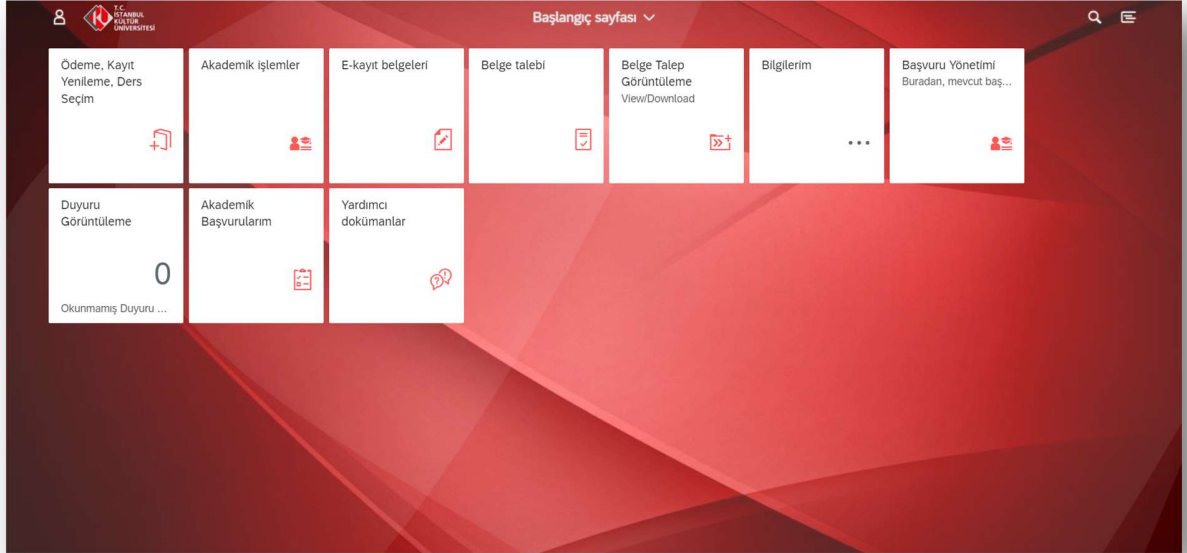 T.C.
İSTANBUL
KÜLTÜR
ÜNİVERSİTESİ
Başlangıç sayfası
Ödeme, Kayıt
Yenileme, Ders
Seçim
Akademik işlemler
E-kayıt belgeleri
Belge talebi
Belge Talep
Görüntüleme
View/Download
Bilgilerim
Başvuru Yönetimi
Buradan, mevcut baş...
Duyuru
Görüntüleme
0
Okunmamış Duyuru ...
Akademik
Başvurularım
Yardımcı
dokümanlar